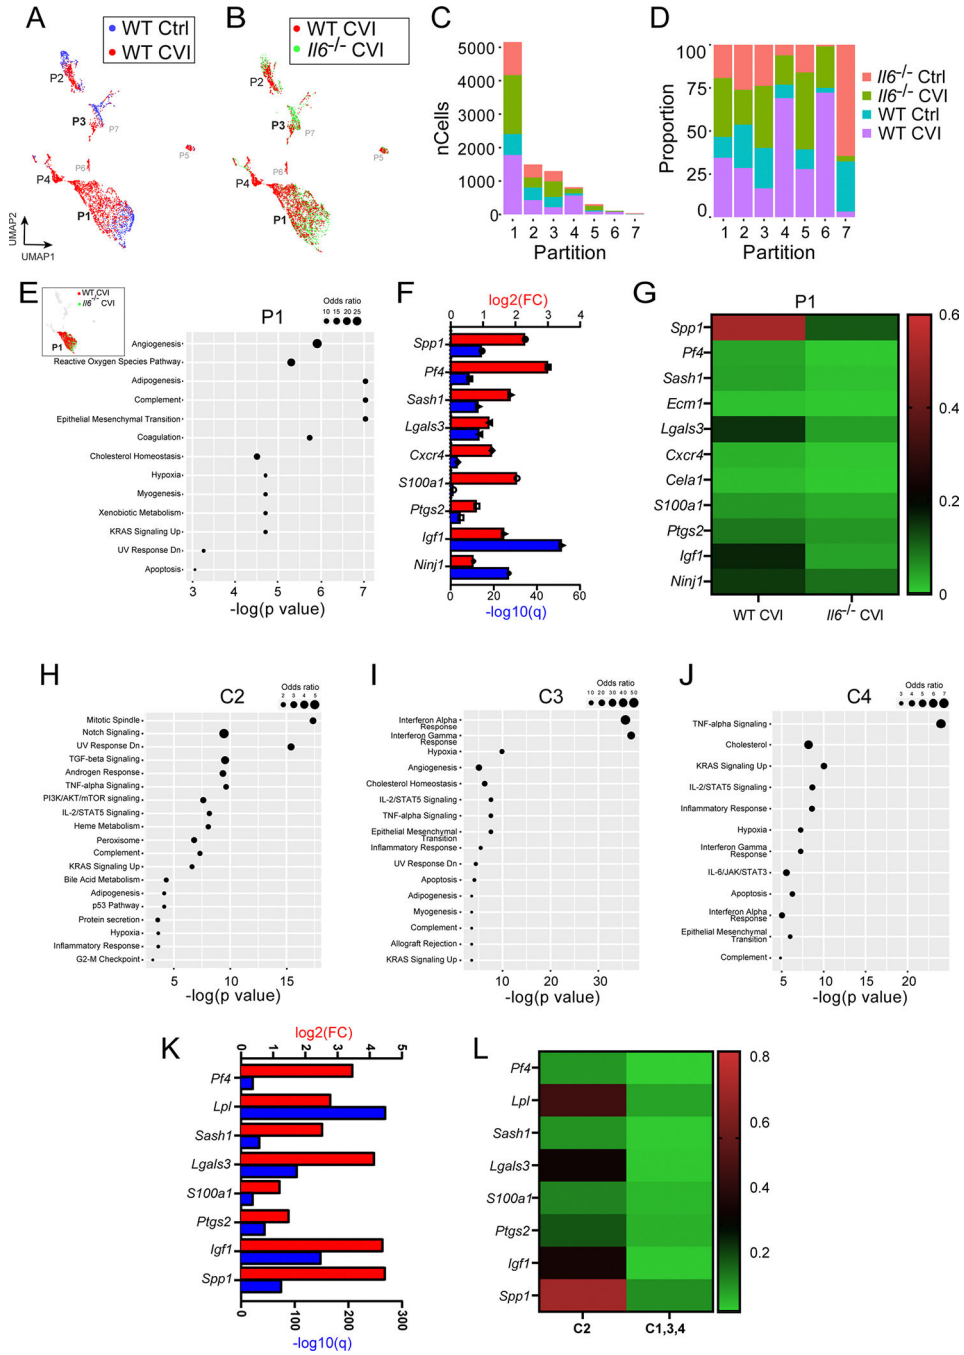 A
WT Ctrl
WT CVI
P2
P3
P7
P5
P6
P4
P1
UMAP2
UMAP1
B
WT CVI
Il6-/- CVI
P2
P3
P7
P5
P6
P4
P1
C
nCells
5000
4000
3000
2000
1000
0
1 2 3 4 5 6 7
Partition
D
Proportion
100
75
50
25
0
1 2 3 4 5 6 7
Partition
Il6-/- Ctrl
Il6-/- CVI
WT Ctrl
WT CVI
E
WT CVI
Il6-/- CVI
P1
P1
Odds ratio
10 15 20 25
Angiogenesis
Reactive Oxygen Species Pathway
Adipogenesis
Complement
Epithelial Mesenchymal Transition
Coagulation
Cholesterol Homeostasis
Hypoxia
Myogenesis
Xenobiotic Metabolism
KRAS Signaling Up
UV Response Dn
Apoptosis
3 4 5 6 7
-log(p value)
F
log2(FC)
0 1 2 3 4
Spp1
Pf4
Sash1
Lgals3
Cxcr4
S100a1
Ptgs2
Igf1
Ninj1
0 20 40 60
-log10(q)
G
P1
Spp1
Pf4
Sash1
Ecm1
Lgals3
Cxcr4
Cela1
S100a1
Ptgs2
Igf1
Ninj1
WT CVI Il6-/- CVI
0.6
0.4
0.2
0
H
C2
Odds ratio
2 3 4 5
Mitotic Spindle
Notch Signaling
UV Response Dn
TGF-beta Signaling
Androgen Response
TNF-alpha Signaling
PI3K/AKT/mTOR signaling
IL-2/STAT5 Signaling
Heme Metabolism
Peroxisome
Complement
KRAS Signaling Up
Bile Acid Metabolism
Adipogenesis
p53 Pathway
Protein secretion
Hypoxia
Inflammatory Response
G2-M Checkpoint
5 10 15
-log(p value)
I
C3
Odds ratio
10 20 30 40 50
Interferon Alpha
Response
Interferon Gamma
Response
Hypoxia
Angiogenesis
Cholesterol Homeostasis
IL-2/STAT5 Signaling
TNF-alpha Signaling
Epithelial Mesenchymal
Transition
Inflammatory Response
UV Response Dn
Apoptosis
Adipogenesis
Myogenesis
Complement
Allograft Rejection
KRAS Signaling Up
10 20 30
-log(p value)
J
C4
Odds ratio
3 4 5 6 7
TNF-alpha Signaling
Cholesterol
KRAS Signaling Up
IL-2/STAT5 Signaling
Inflammatory Response
Hypoxia
Interferon Gamma
Response
IL-6/JAK/STAT3
Apoptosis
Interferon Alpha
Response
Epithelial Mesenchymal
Transition
Complement
5 10 15 20
-log(p value)
K
log2(FC)
0 1 2 3 4 5
Pf4
Lpl
Sash1
Lgals3
S100a1
Ptgs2
Igf1
Spp1
0 100 200 300
-log10(q)
L
Pf4
Lpl
Sash1
Lgals3
S100a1
Ptgs2
Igf1
Spp1
C2 C1,3,4
0.8
0.6
0.4
0.2